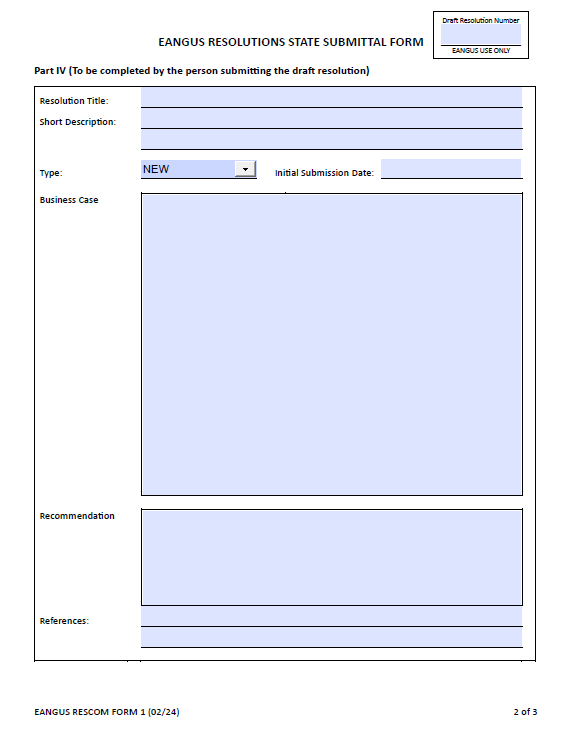 Draft Resolution Number
EANGUS RESOLUTIONS STATE SUBMITTAL FORM
EANGUS USE ONLY
Part IV (To be completed by the person submitting the draft resolution)
Resolution Title:
Short Description:
Type: NEW Initial Submission Date:
Business Case
Recommendation
References:
EANGUS RESCOM FORM 1 (02/24) 2 of 3